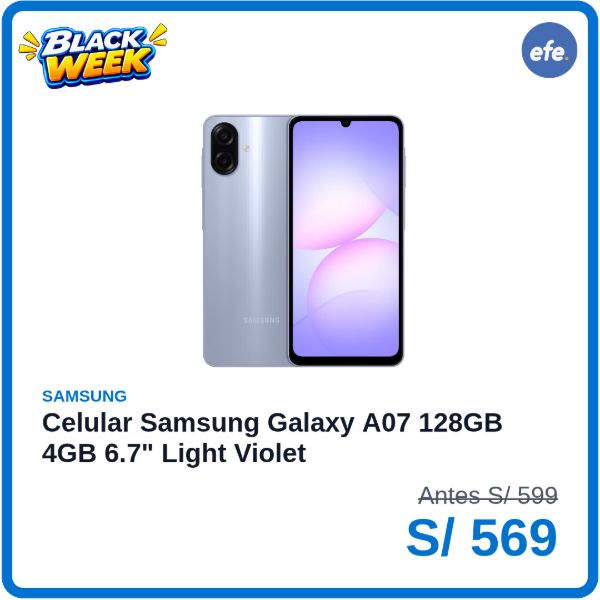 BLACK
WEEK
efe.
SAMSUNG
SAMSUNG
Celular Samsung Galaxy A07 128GB
4GB 6.7" Light Violet
Antes S/ 599
S/ 569